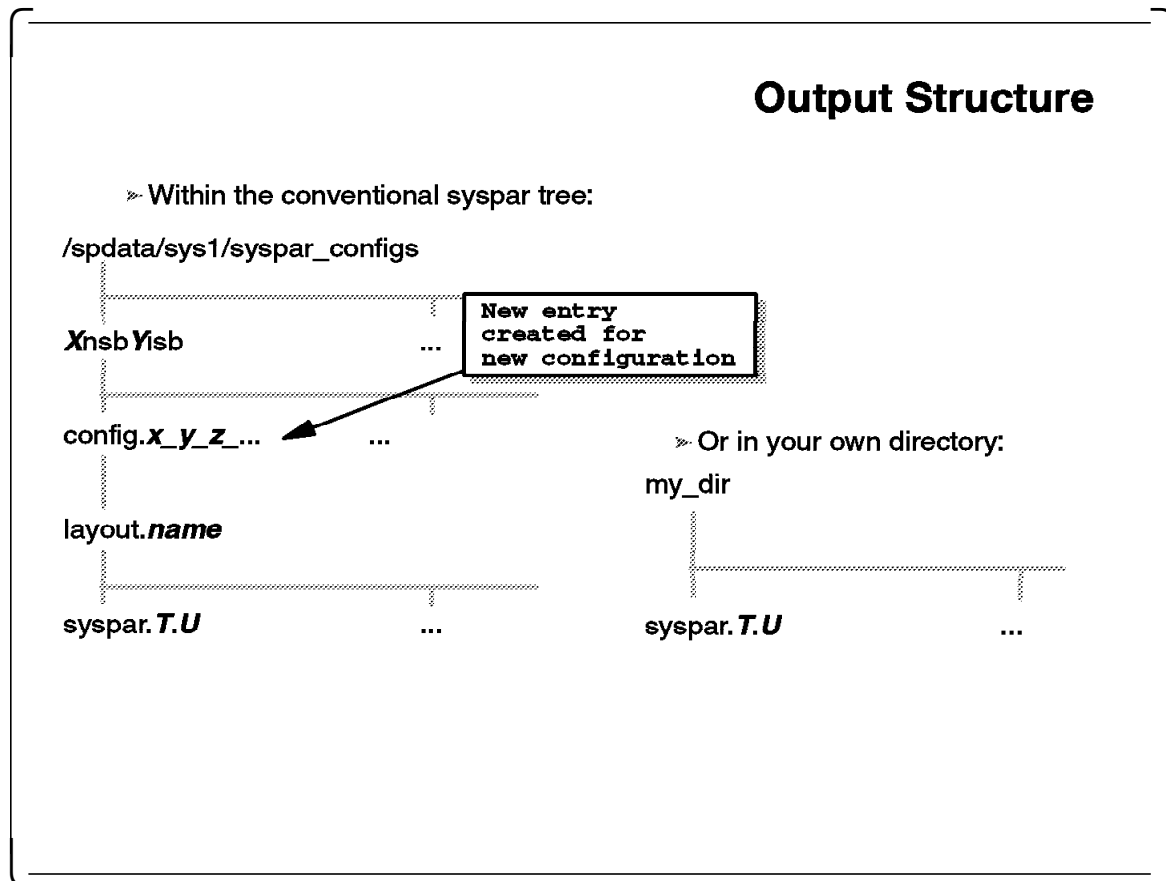 Output Structure
➢ Within the conventional syspar tree:
/spdata/sys1/syspar_configs
New entry
created for
new configuration
XnsbYisb ...
config.x_y_z_... ...
layout.name
syspar.T.U ...
➢ Or in your own directory:
my_dir
syspar.T.U ...